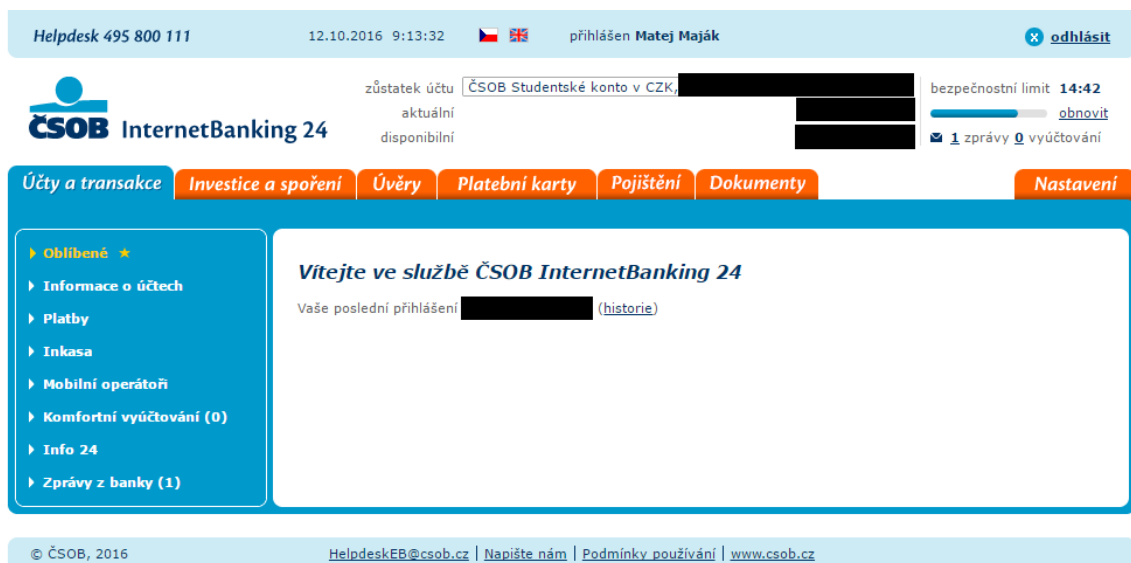 Helpdesk 495 800 111 12.10.2016 9:13:32 přihlášen Matej Maják x odhlásit
zůstatek účtu ČSOB Studentské konto v CZK, bezpečnostní limit 14:42
aktuální obnovit
ČSOB InternetBanking 24 disponibilní 1 zprávy 0 vyúčtování
Účty a transakce Investice a spoření Úvěry Platební karty Pojištění Dokumenty Nastavení
Oblíbené
Informace o účtech
Platby
Inkasa
Mobilní operátoři
Komfortní vyúčtování (0)
Info 24
Zprávy z banky (1)
Vítejte ve službě ČSOB InternetBanking 24
Vaše poslední přihlášení (historie)
© ČSOB, 2016 HelpdeskEB@csob.cz | Napište nám | Podmínky používání | www.csob.cz